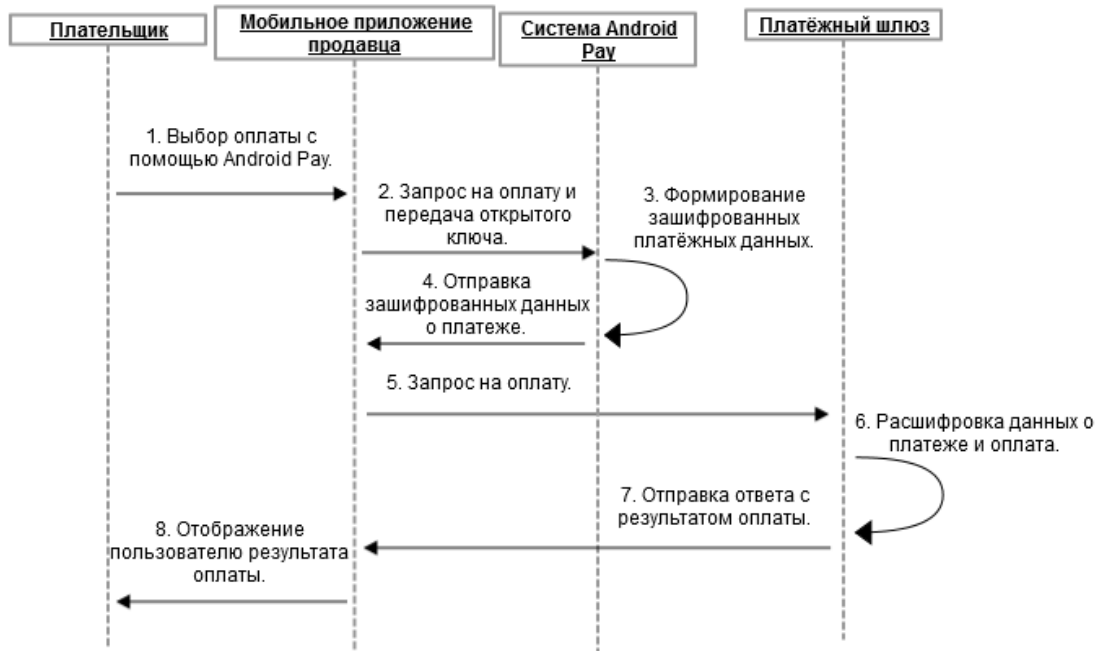 Плательщик
Мобильное приложение
продавца
Система Android
Pay
Платёжный шлюз
1. Выбор оплаты с
помощью Android Pay.
2. Запрос на оплату и
передача открытого
ключа.
3. Формирование
зашифрованных
платёжных данных.
4. Отправка
зашифрованных данных
о платеже.
5. Запрос на оплату.
6. Расшифровка данных о
платеже и оплата.
7. Отправка ответа с
результатом оплаты.
8. Отображение
пользователю результата
оплаты.